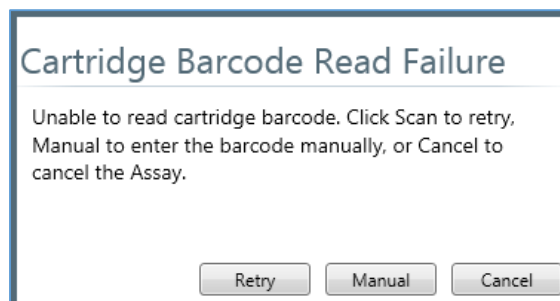 Cartridge Barcode Read Failure
Unable to read cartridge barcode. Click Scan to retry,
Manual to enter the barcode manually, or Cancel to
cancel the Assay.
Retry Manual Cancel